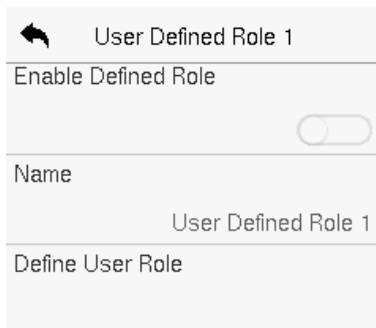 User Defined Role 1
Enable Defined Role
Name
User Defined Role 1
Define User Role